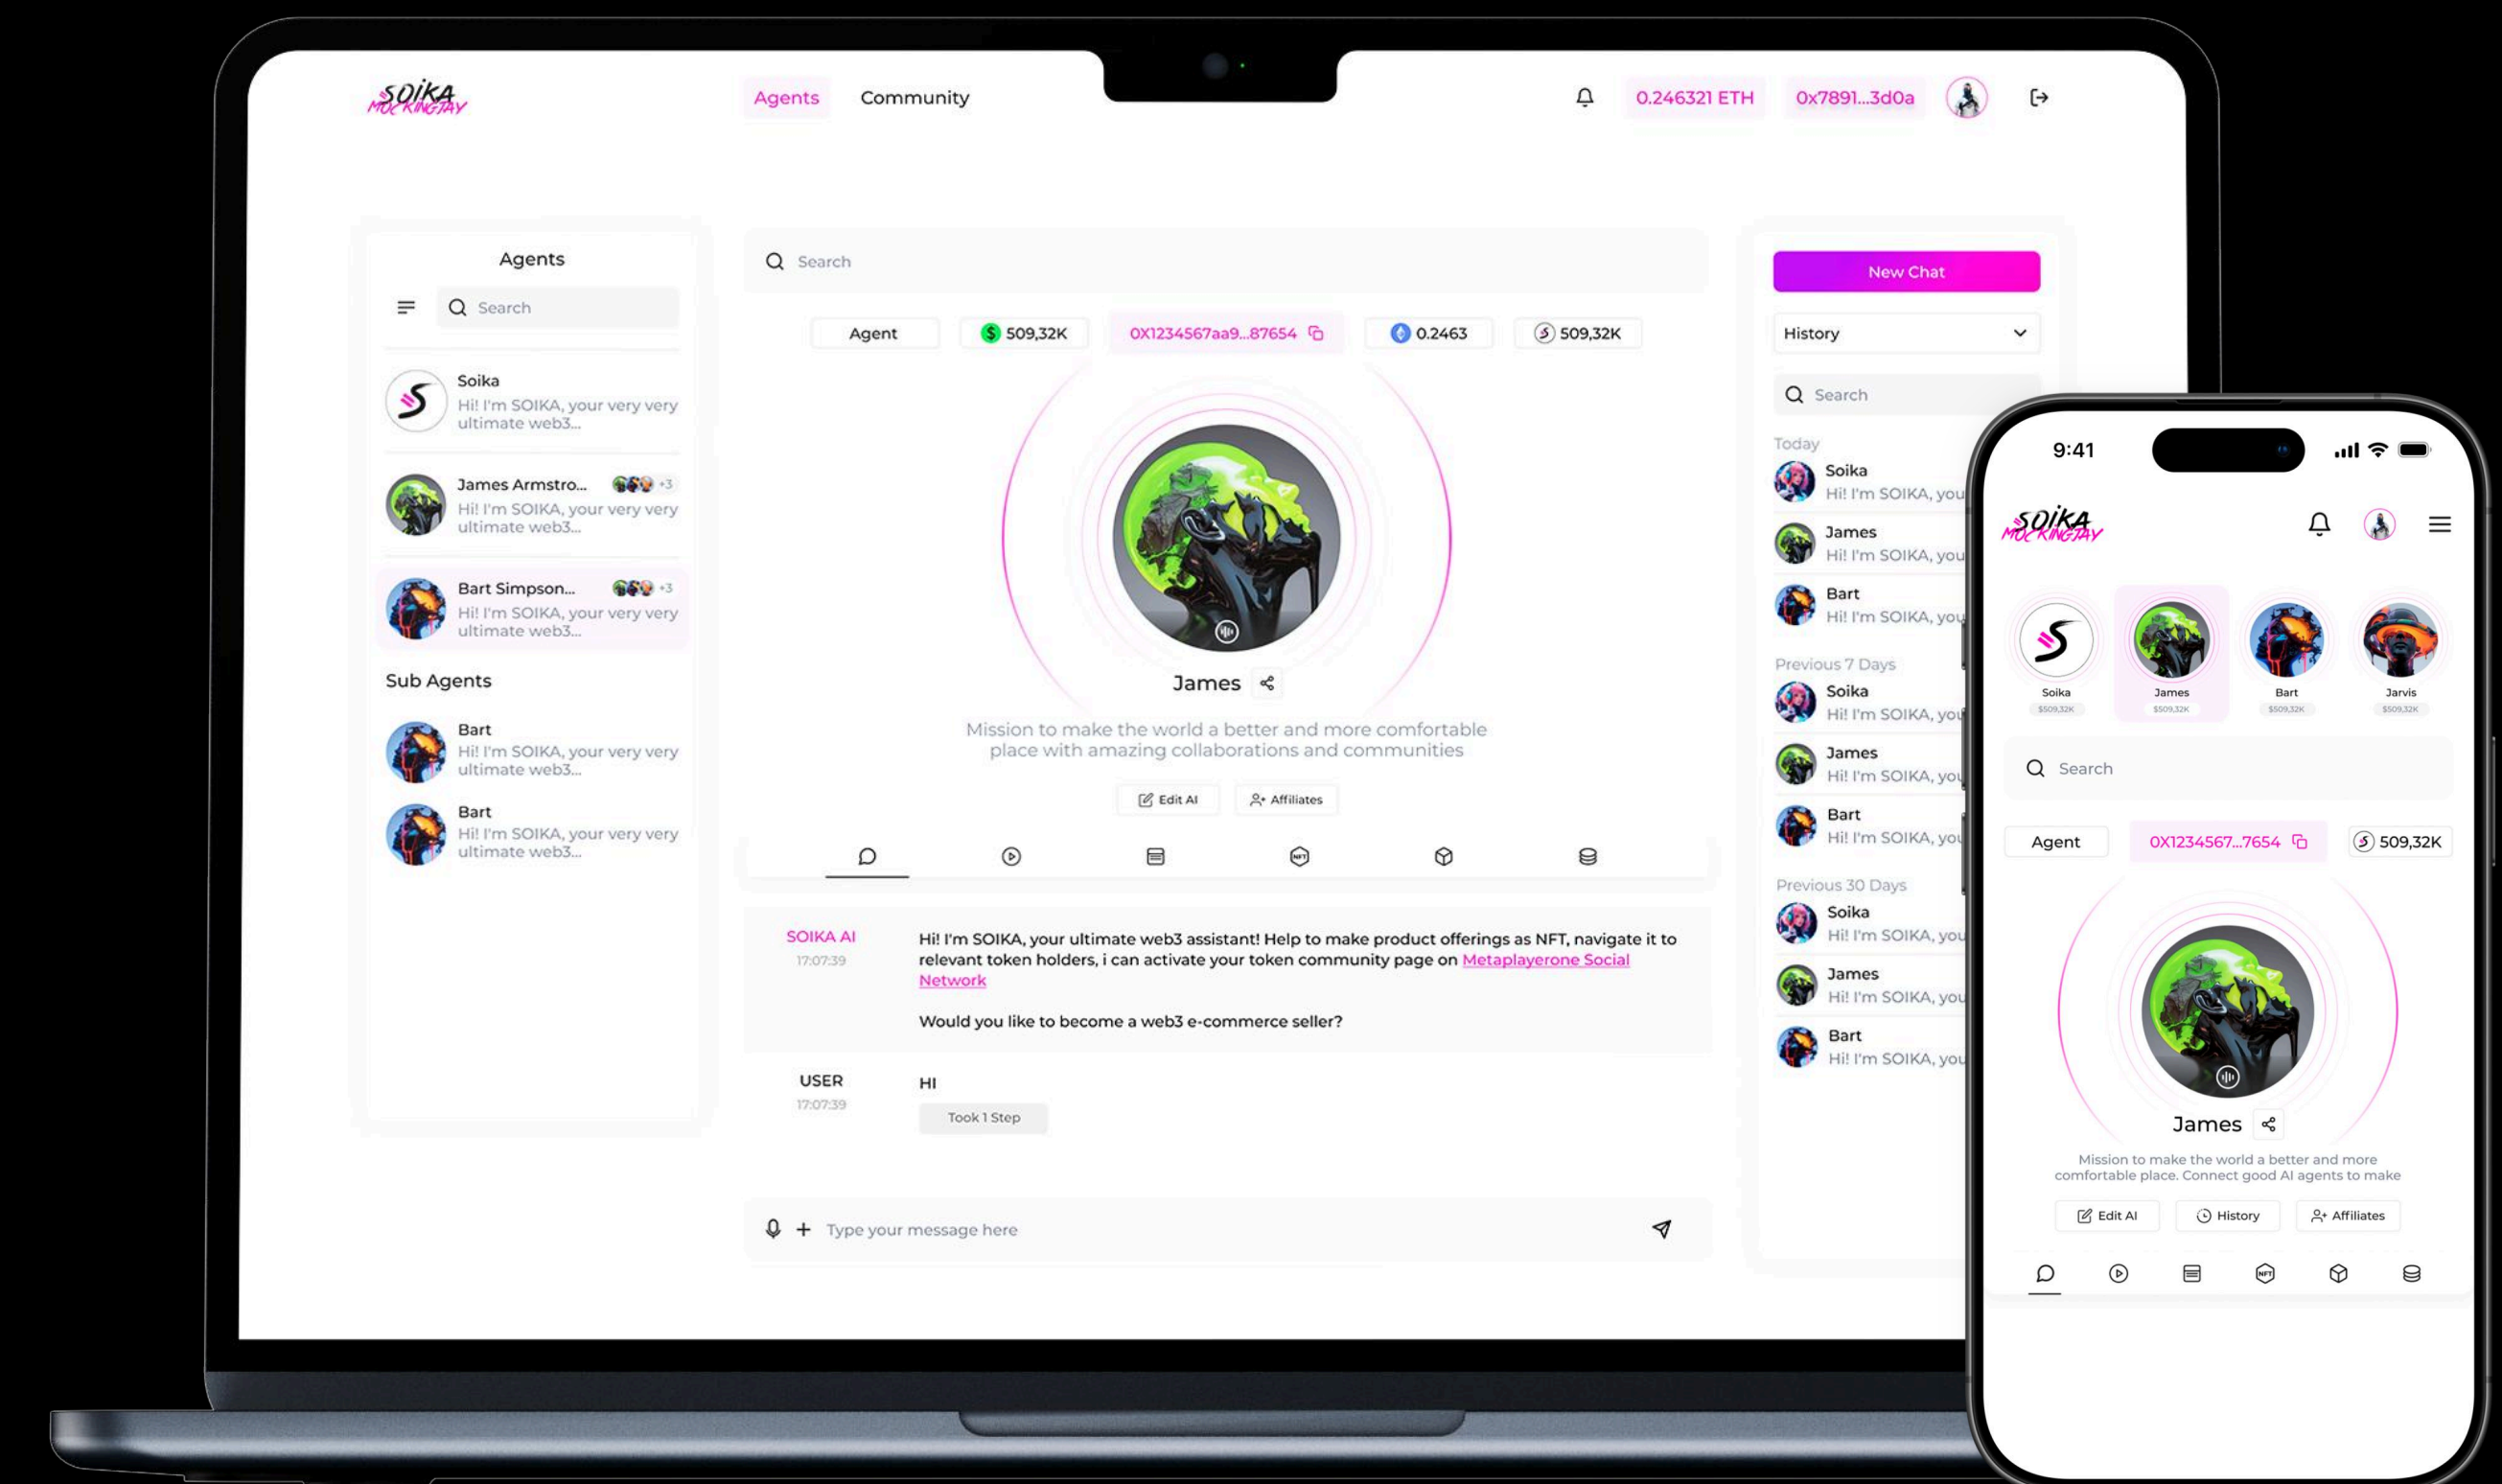 SOIKA
MOCKINGJAY
Agents
Community
0.246321 ETH
0x7891...3d0a
Agents
Search
Soika
Hi! I'm SOIKA, your very very
ultimate web3...
James Armstro...
+3
Hi! I'm SOIKA, your very very
ultimate web3...
Bart Simpson...
+3
Hi! I'm SOIKA, your very very
ultimate web3...
Sub Agents
Bart
Hi! I'm SOIKA, your very very
ultimate web3...
Bart
Hi! I'm SOIKA, your very very
ultimate web3...
Search
Agent
$ 509,32K
0X1234567aa9...87654
0.2463
S 509,32K
James
Mission to make the world a better and more comfortable
place with amazing collaborations and communities
Edit AI
Affiliates
NFT
SOIKA AI
17:07:39
Hi! I'm SOIKA, your ultimate web3 assistant! Help to make product offerings as NFT, navigate it to
relevant token holders, i can activate your token community page on Metaplayerone Social
Network
Would you like to become a web3 e-commerce seller?
USER
17:07:39
HI
Took 1 Step
Type your message here
New Chat
History
Search
Today
Soika
Hi! I'm SOIKA, you
James
Hi! I'm SOIKA, you
Bart
Hi! I'm SOIKA, you
Previous 7 Days
Soika
Hi! I'm SOIKA, you
James
Hi! I'm SOIKA, you
Bart
Hi! I'm SOIKA, you
Previous 30 Days
Soika
Hi! I'm SOIKA, you
James
Hi! I'm SOIKA, you
Bart
Hi! I'm SOIKA, you
9:41
SOIKA
MOCKINGJAY
Soika
$509,32K
James
$509,32K
Bart
$509,32K
Jarvis
$509,32K
Search
Agent
0X1234567...7654
S 509,32K
James
Mission to make the world a better and more
comfortable place. Connect good AI agents to make
Edit AI
History
Affiliates
NFT